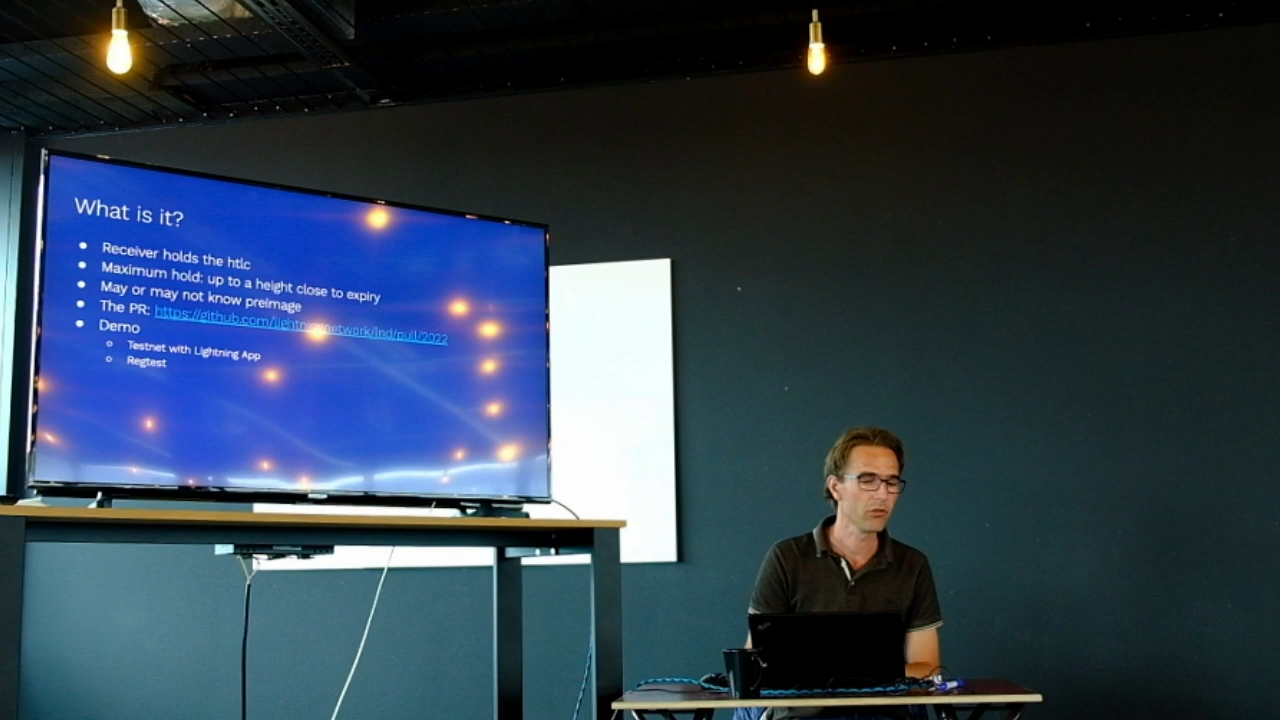 What is it?
Receiver holds the htlc
Maximum hold: up to a height close to expiry
May or may not know preimage
The PR: https://github.com/lightningnetwork/lnd/pull/2022
Demo
Testnet with Lightning App
Regtest